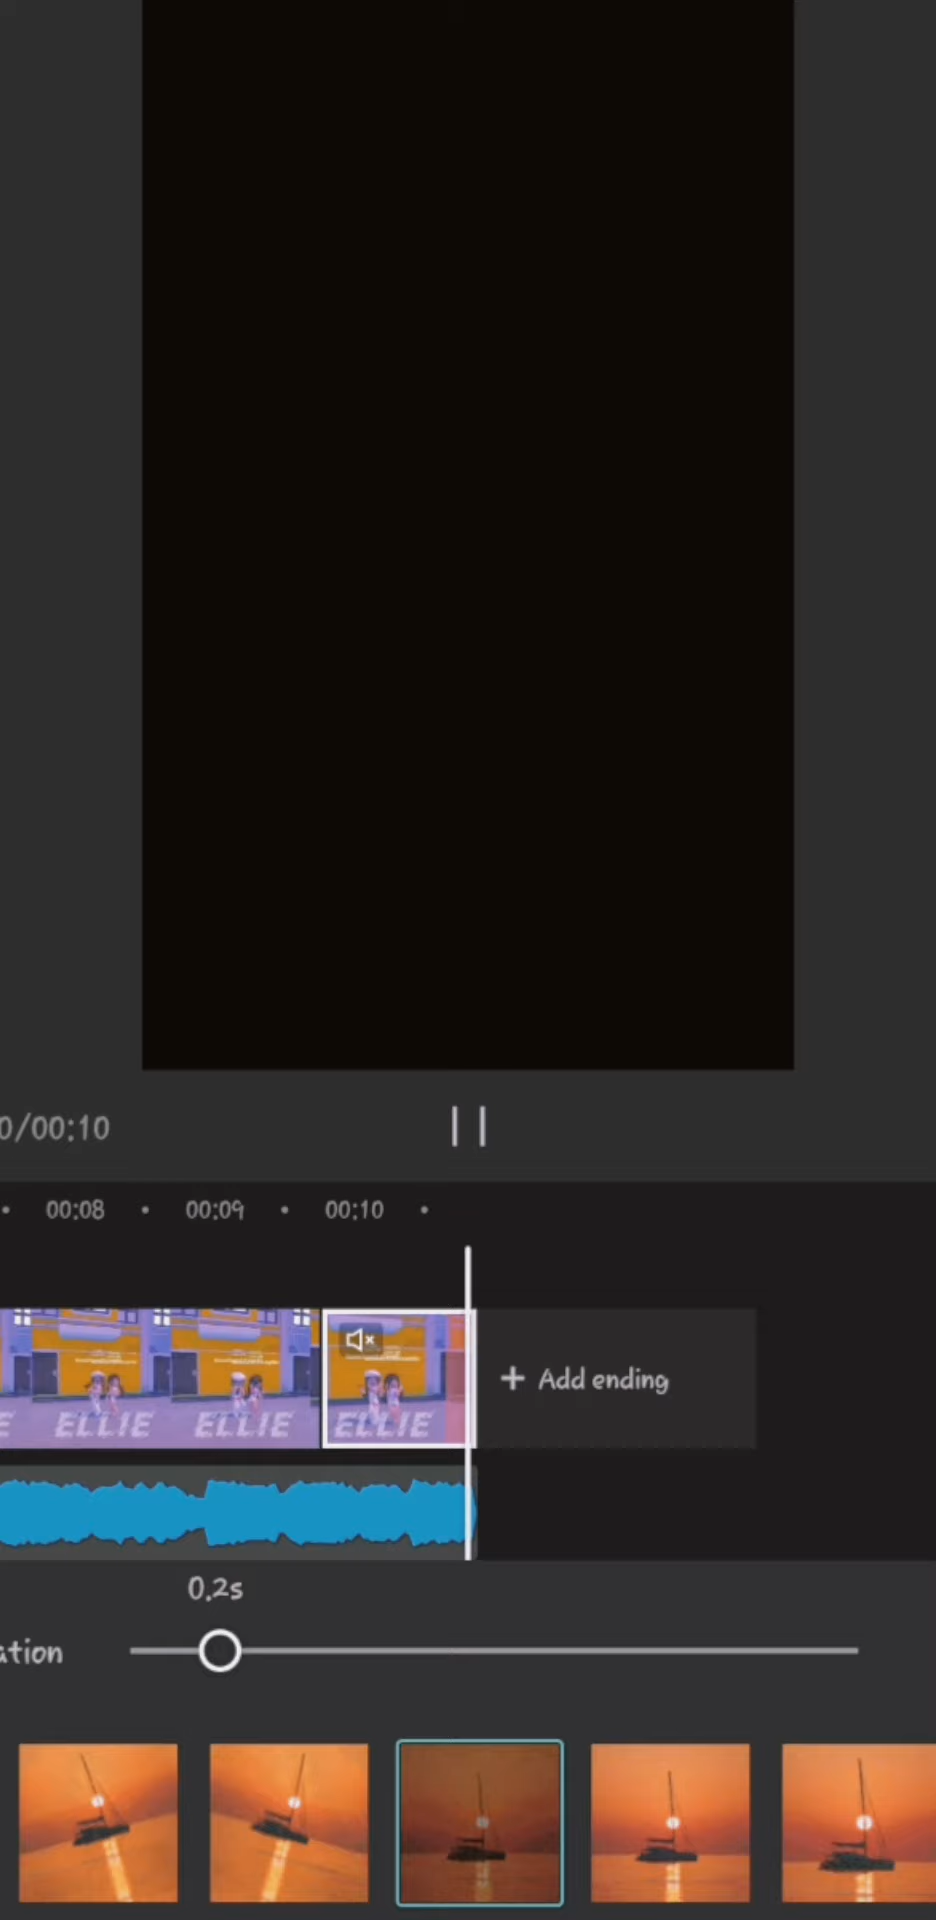 0/00:10
00:08
00:09
00:10
ELLIE
ELLIE
ELLIE
+ Add ending
0.2s
ation